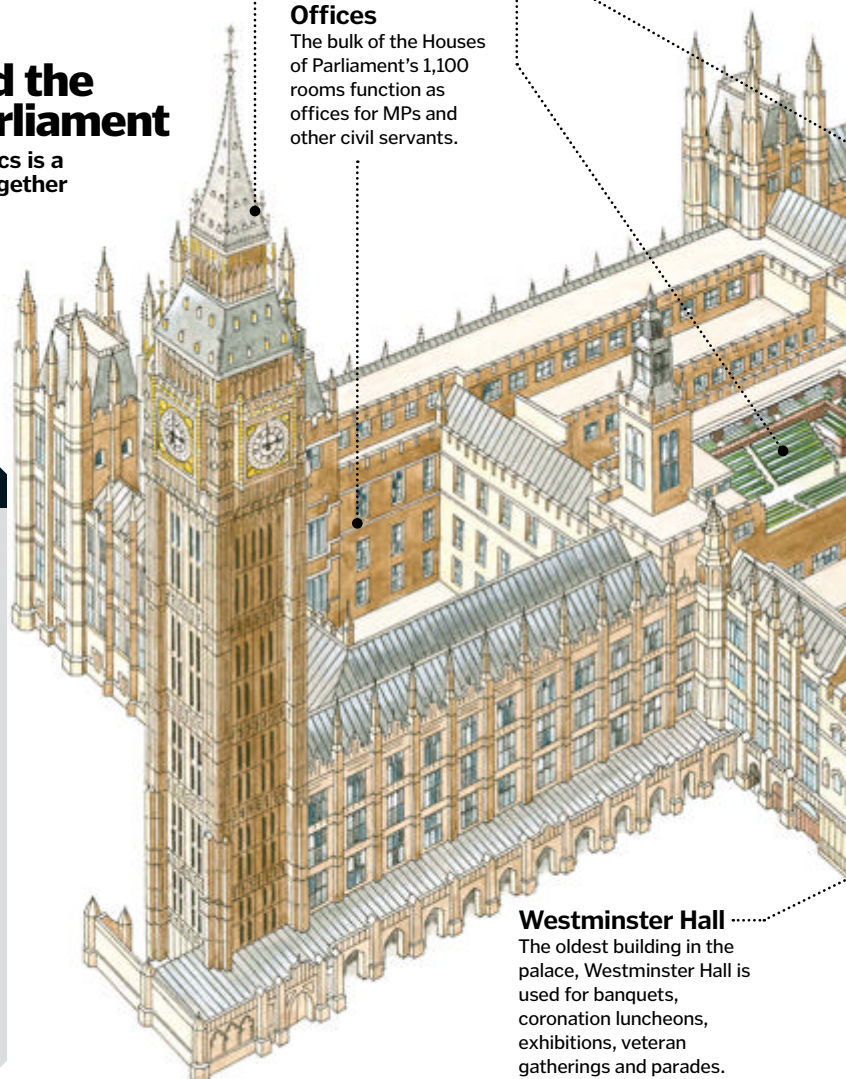 d the
rliament
cs is a
gether
Offices
The bulk of the Houses
of Parliament's 1,100
rooms function as
offices for MPs and
other civil servants.
Westminster Hall
The oldest building in the
palace, Westminster Hall is
used for banquets,
coronation luncheons,
exhibitions, veteran
gatherings and parades.